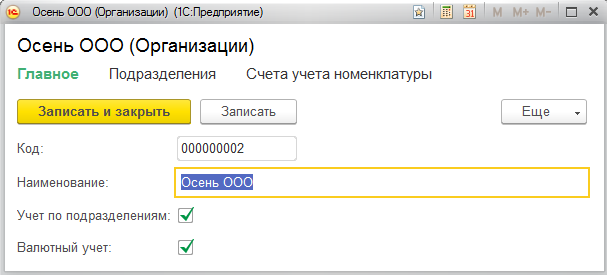 Осень ООО (Организации) (1С:Предприятие)
M M+ M-
Осень ООО (Организации)
Главное Подразделения Счета учета номенклатуры
Записать и закрыть Записать Еще
Код: 000000002
Наименование: Осень ООО
Учет по подразделениям:
Валютный учет: